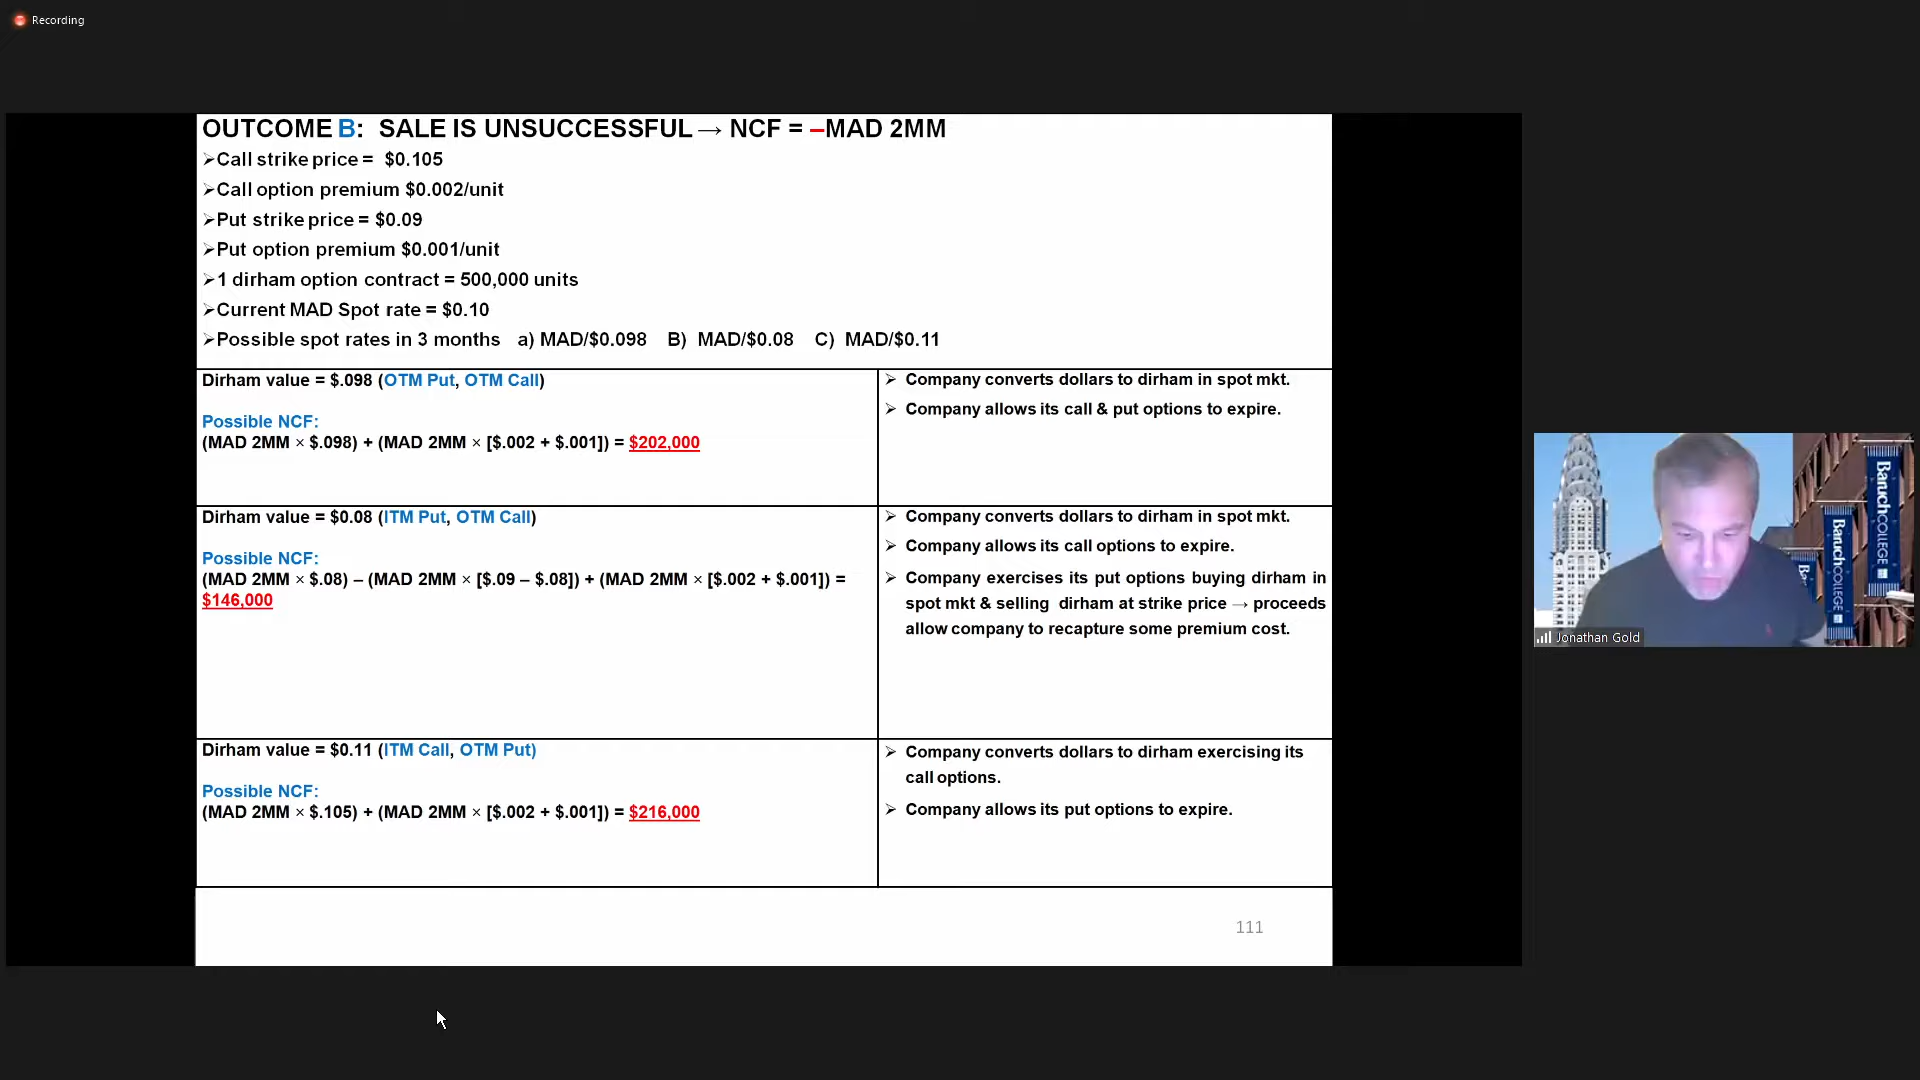 Recording
OUTCOME B: SALE IS UNSUCCESSFUL → NCF = –MAD 2MM
➢Call strike price = $0.105
➢Call option premium $0.002/unit
➢Put strike price = $0.09
➢Put option premium $0.001/unit
➢1 dirham option contract = 500,000 units
➢Current MAD Spot rate = $0.10
➢Possible spot rates in 3 months a) MAD/$0.098 B) MAD/$0.08 C) MAD/$0.11
Dirham value = $.098 (OTM Put, OTM Call)
Possible NCF:
(MAD 2MM × $.098) + (MAD 2MM × [$.002 + $.001]) = $202,000
➢ Company converts dollars to dirham in spot mkt.
➢ Company allows its call & put options to expire.
Dirham value = $0.08 (ITM Put, OTM Call)
Possible NCF:
(MAD 2MM × $.08) – (MAD 2MM × [$.09 – $.08]) + (MAD 2MM × [$.002 + $.001]) =
$146,000
➢ Company converts dollars to dirham in spot mkt.
➢ Company allows its call options to expire.
➢ Company exercises its put options buying dirham in
spot mkt & selling dirham at strike price → proceeds
allow company to recapture some premium cost.
Dirham value = $0.11 (ITM Call, OTM Put)
Possible NCF:
(MAD 2MM × $.105) + (MAD 2MM × [$.002 + $.001]) = $216,000
➢ Company converts dollars to dirham exercising its
call options.
➢ Company allows its put options to expire.
111
Baruch COLLEGE
Baruch COLLEGE
Jonathan Gold